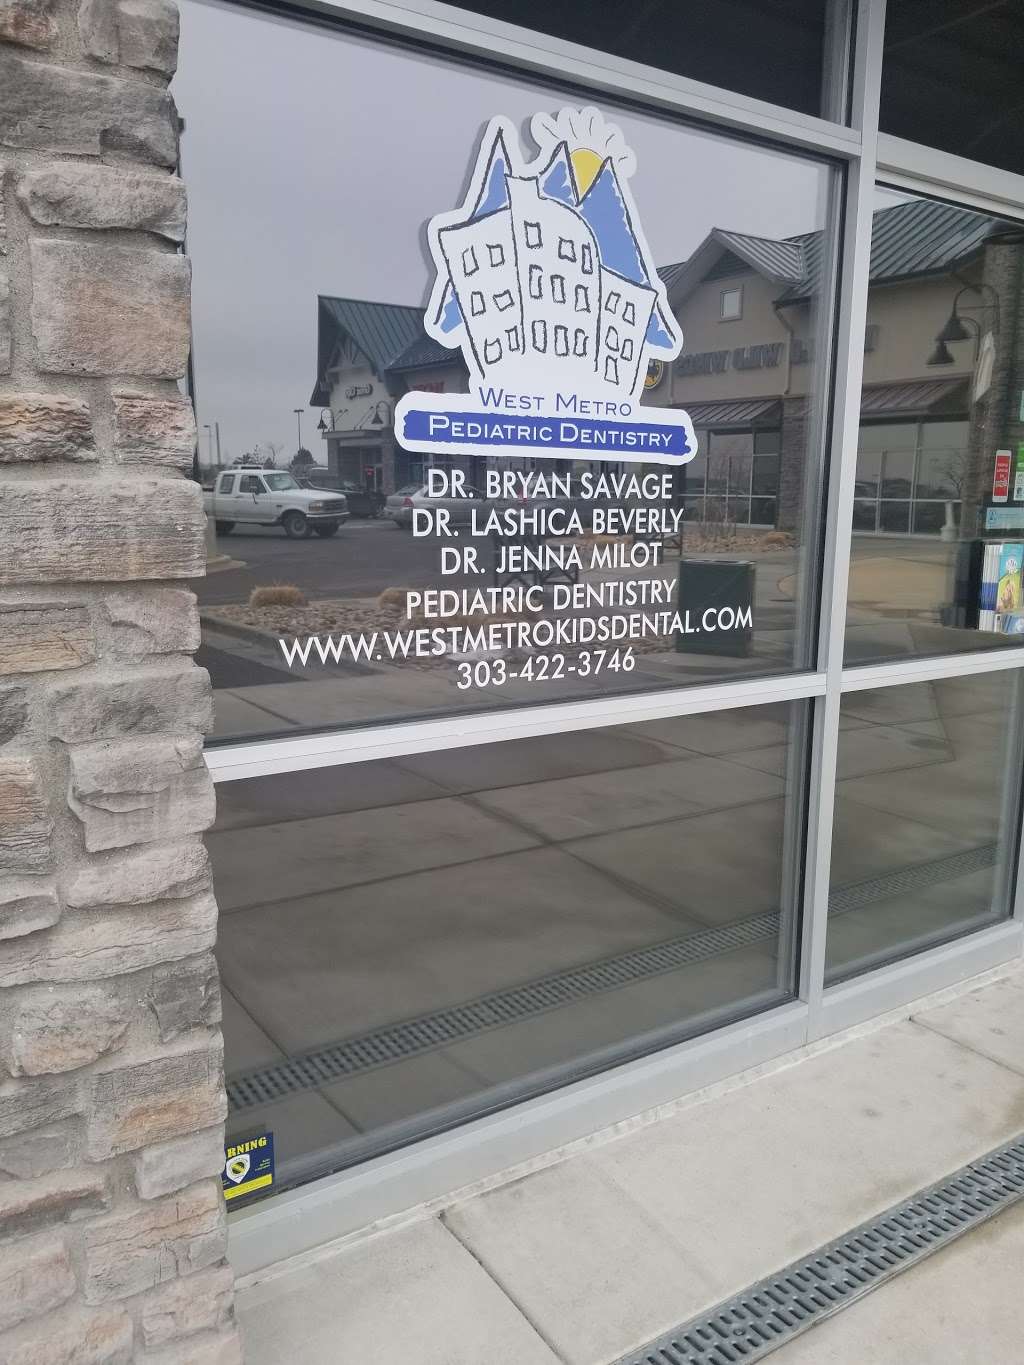 West Metro
Pediatric Dentistry
DR. BRYAN SAVAGE
DR. LASHICA BEVERLY
DR. JENNA MILOT
PEDIATRIC DENTISTRY
WWW.WESTMETROKIDSDENTAL.COM
303-422-3746
RNING